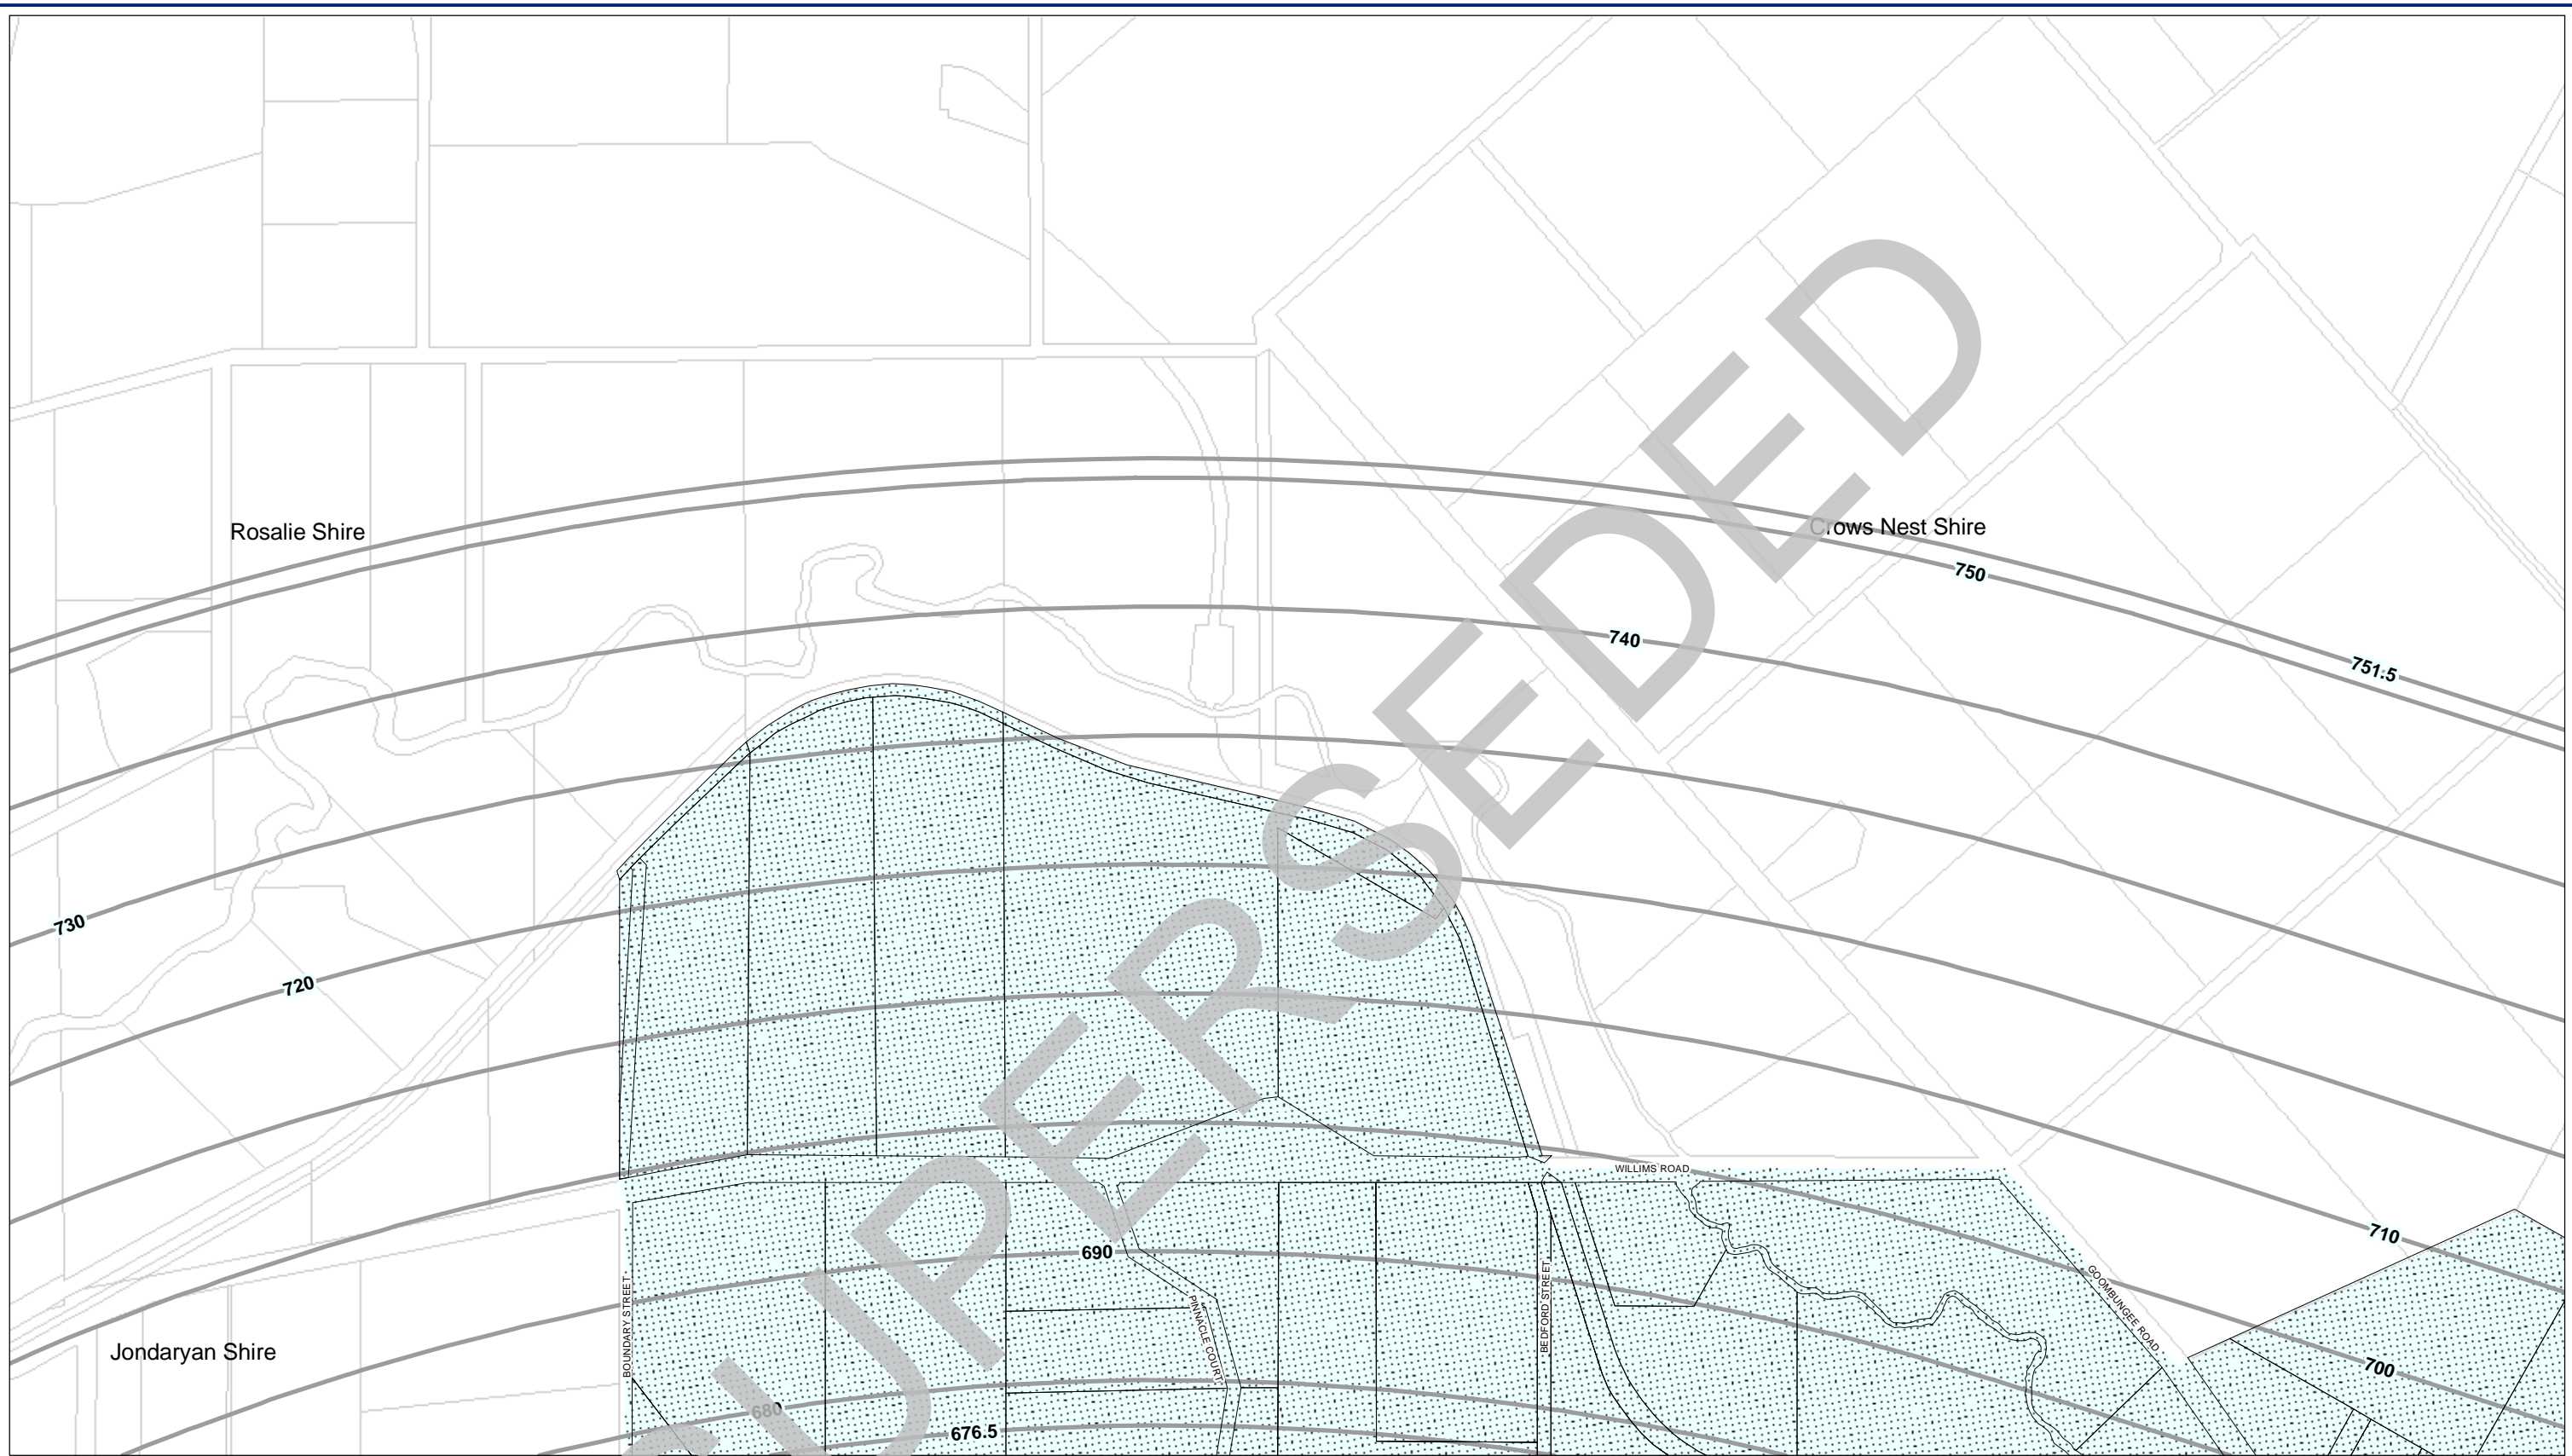 Rosalie Shire
Crows Nest Shire
750
740
751.5
730
720
WILLIMS ROAD
710
690
GOOMBUNGEE ROAD
BOUNDARY STREET
PINNACLE COURT
BEDFORD STREET
Jondaryan Shire
700
680
676.5
SUPERSEDED